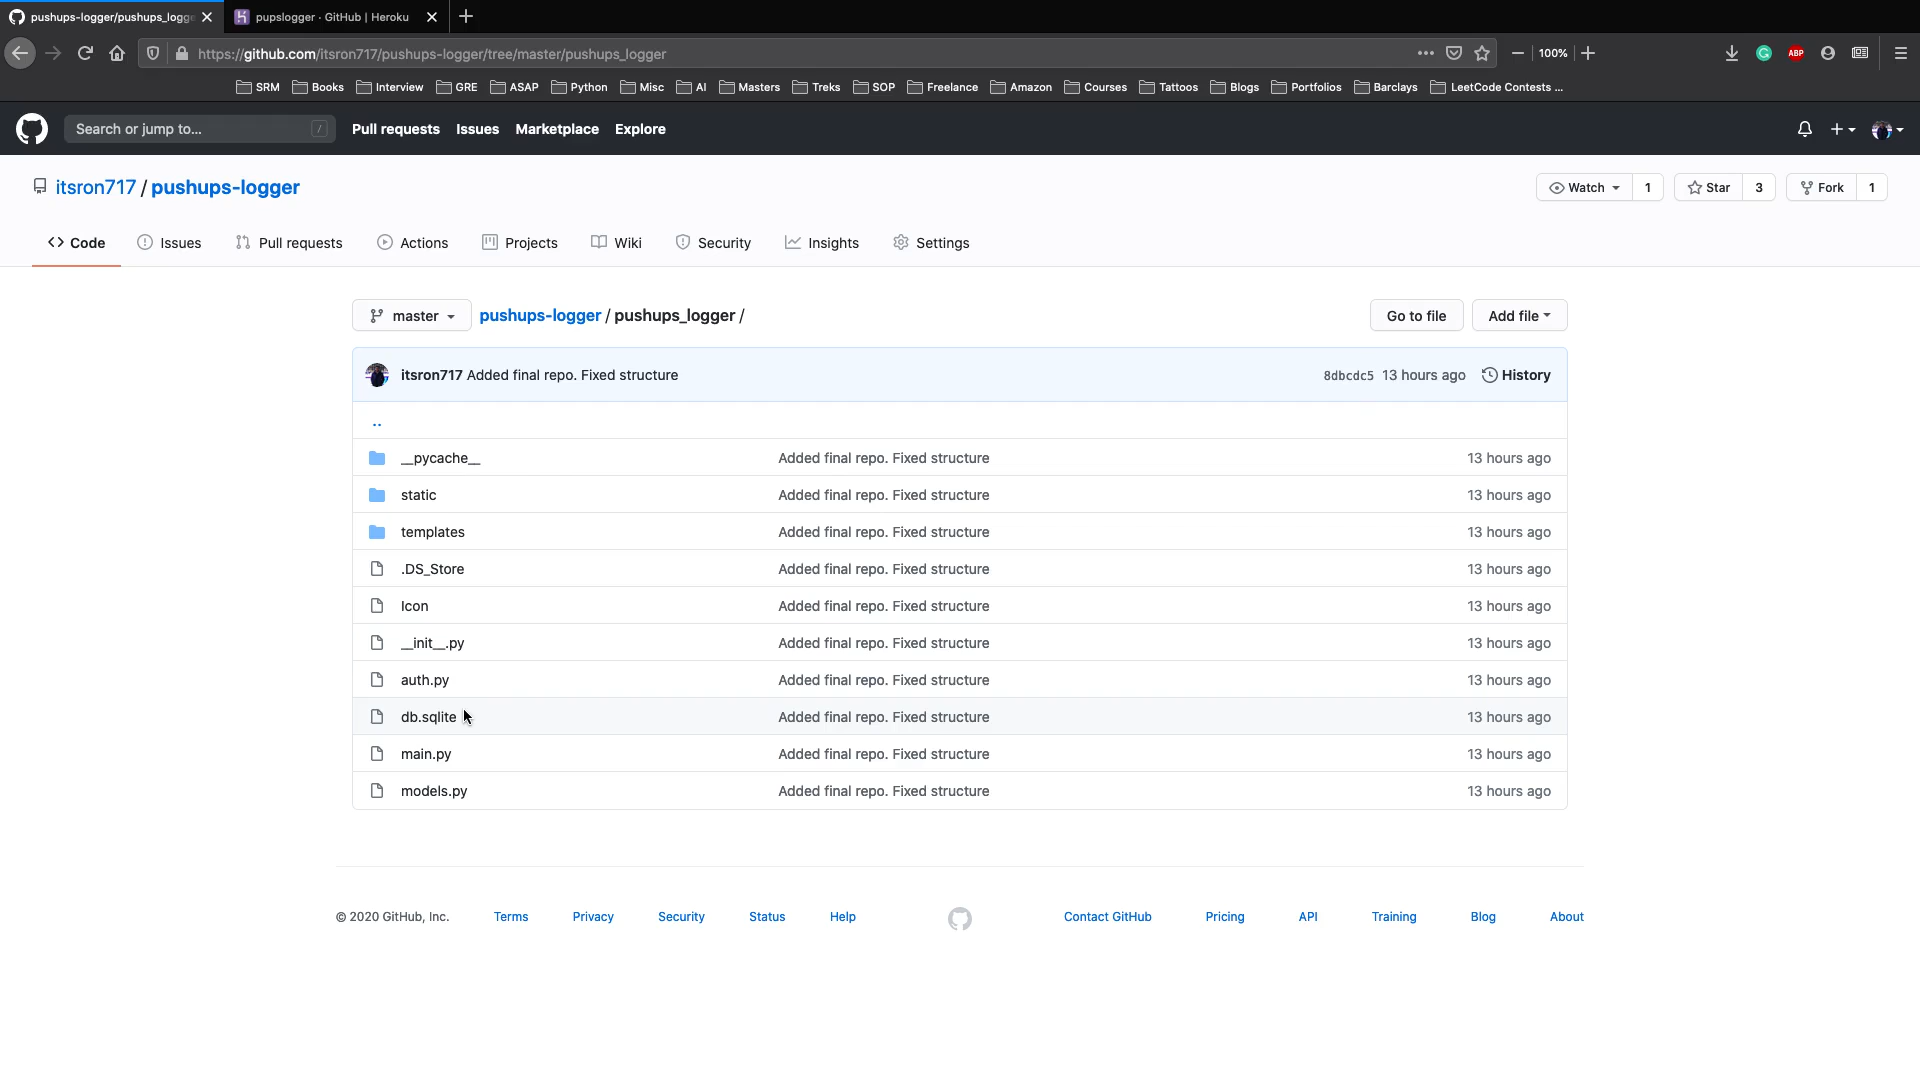 pushups-logger/pushups_logge
pupslogger · GitHub | Heroku
https://github.com/itsron717/pushups-logger/tree/master/pushups_logger
100%
ABP
SRM Books Interview GRE ASAP Python Misc AI Masters Treks SOP Freelance Amazon Courses Tattoos Blogs Portfolios Barclays LeetCode Contests ...
Search or jump to... /
Pull requests Issues Marketplace Explore
itsron717 / pushups-logger
Watch 1 Star 3 Fork 1
Code Issues Pull requests Actions Projects Wiki Security Insights Settings
master pushups-logger / pushups_logger / Go to file Add file
itsron717 Added final repo. Fixed structure 8dbcdc5 13 hours ago History
..
__pycache__ Added final repo. Fixed structure 13 hours ago
static Added final repo. Fixed structure 13 hours ago
templates Added final repo. Fixed structure 13 hours ago
.DS_Store Added final repo. Fixed structure 13 hours ago
Icon Added final repo. Fixed structure 13 hours ago
__init__.py Added final repo. Fixed structure 13 hours ago
auth.py Added final repo. Fixed structure 13 hours ago
db.sqlite Added final repo. Fixed structure 13 hours ago
main.py Added final repo. Fixed structure 13 hours ago
models.py Added final repo. Fixed structure 13 hours ago
© 2020 GitHub, Inc. Terms Privacy Security Status Help Contact GitHub Pricing API Training Blog About